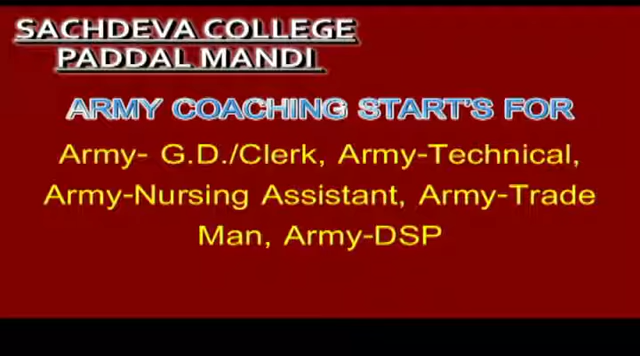 SACHDEVA COLLEGE
PADDAL MANDI
ARMY COACHING START'S FOR
Army- G.D./Clerk, Army-Technical,
Army-Nursing Assistant, Army-Trade
Man, Army-DSP